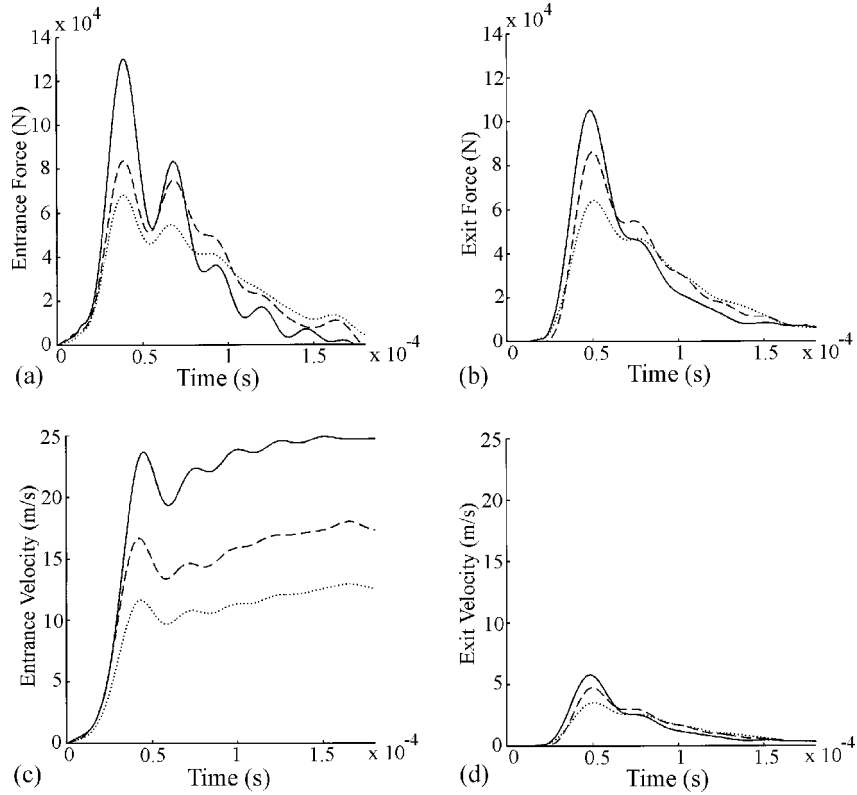 x 10^4
14
12
10
8
6
4
2
0
Entrance Force (N)
0
0.5
1
1.5
x 10^-4
Time (s)
(a)
x 10^4
14
12
10
8
6
4
2
0
Exit Force (N)
0
0.5
1
1.5
x 10^-4
Time (s)
(b)
25
20
15
10
5
0
Entrance Velocity (m/s)
0
0.5
1
1.5
x 10^-4
Time (s)
(c)
25
20
15
10
5
0
Exit Velocity (m/s)
0
0.5
1
1.5
x 10^-4
Time (s)
(d)